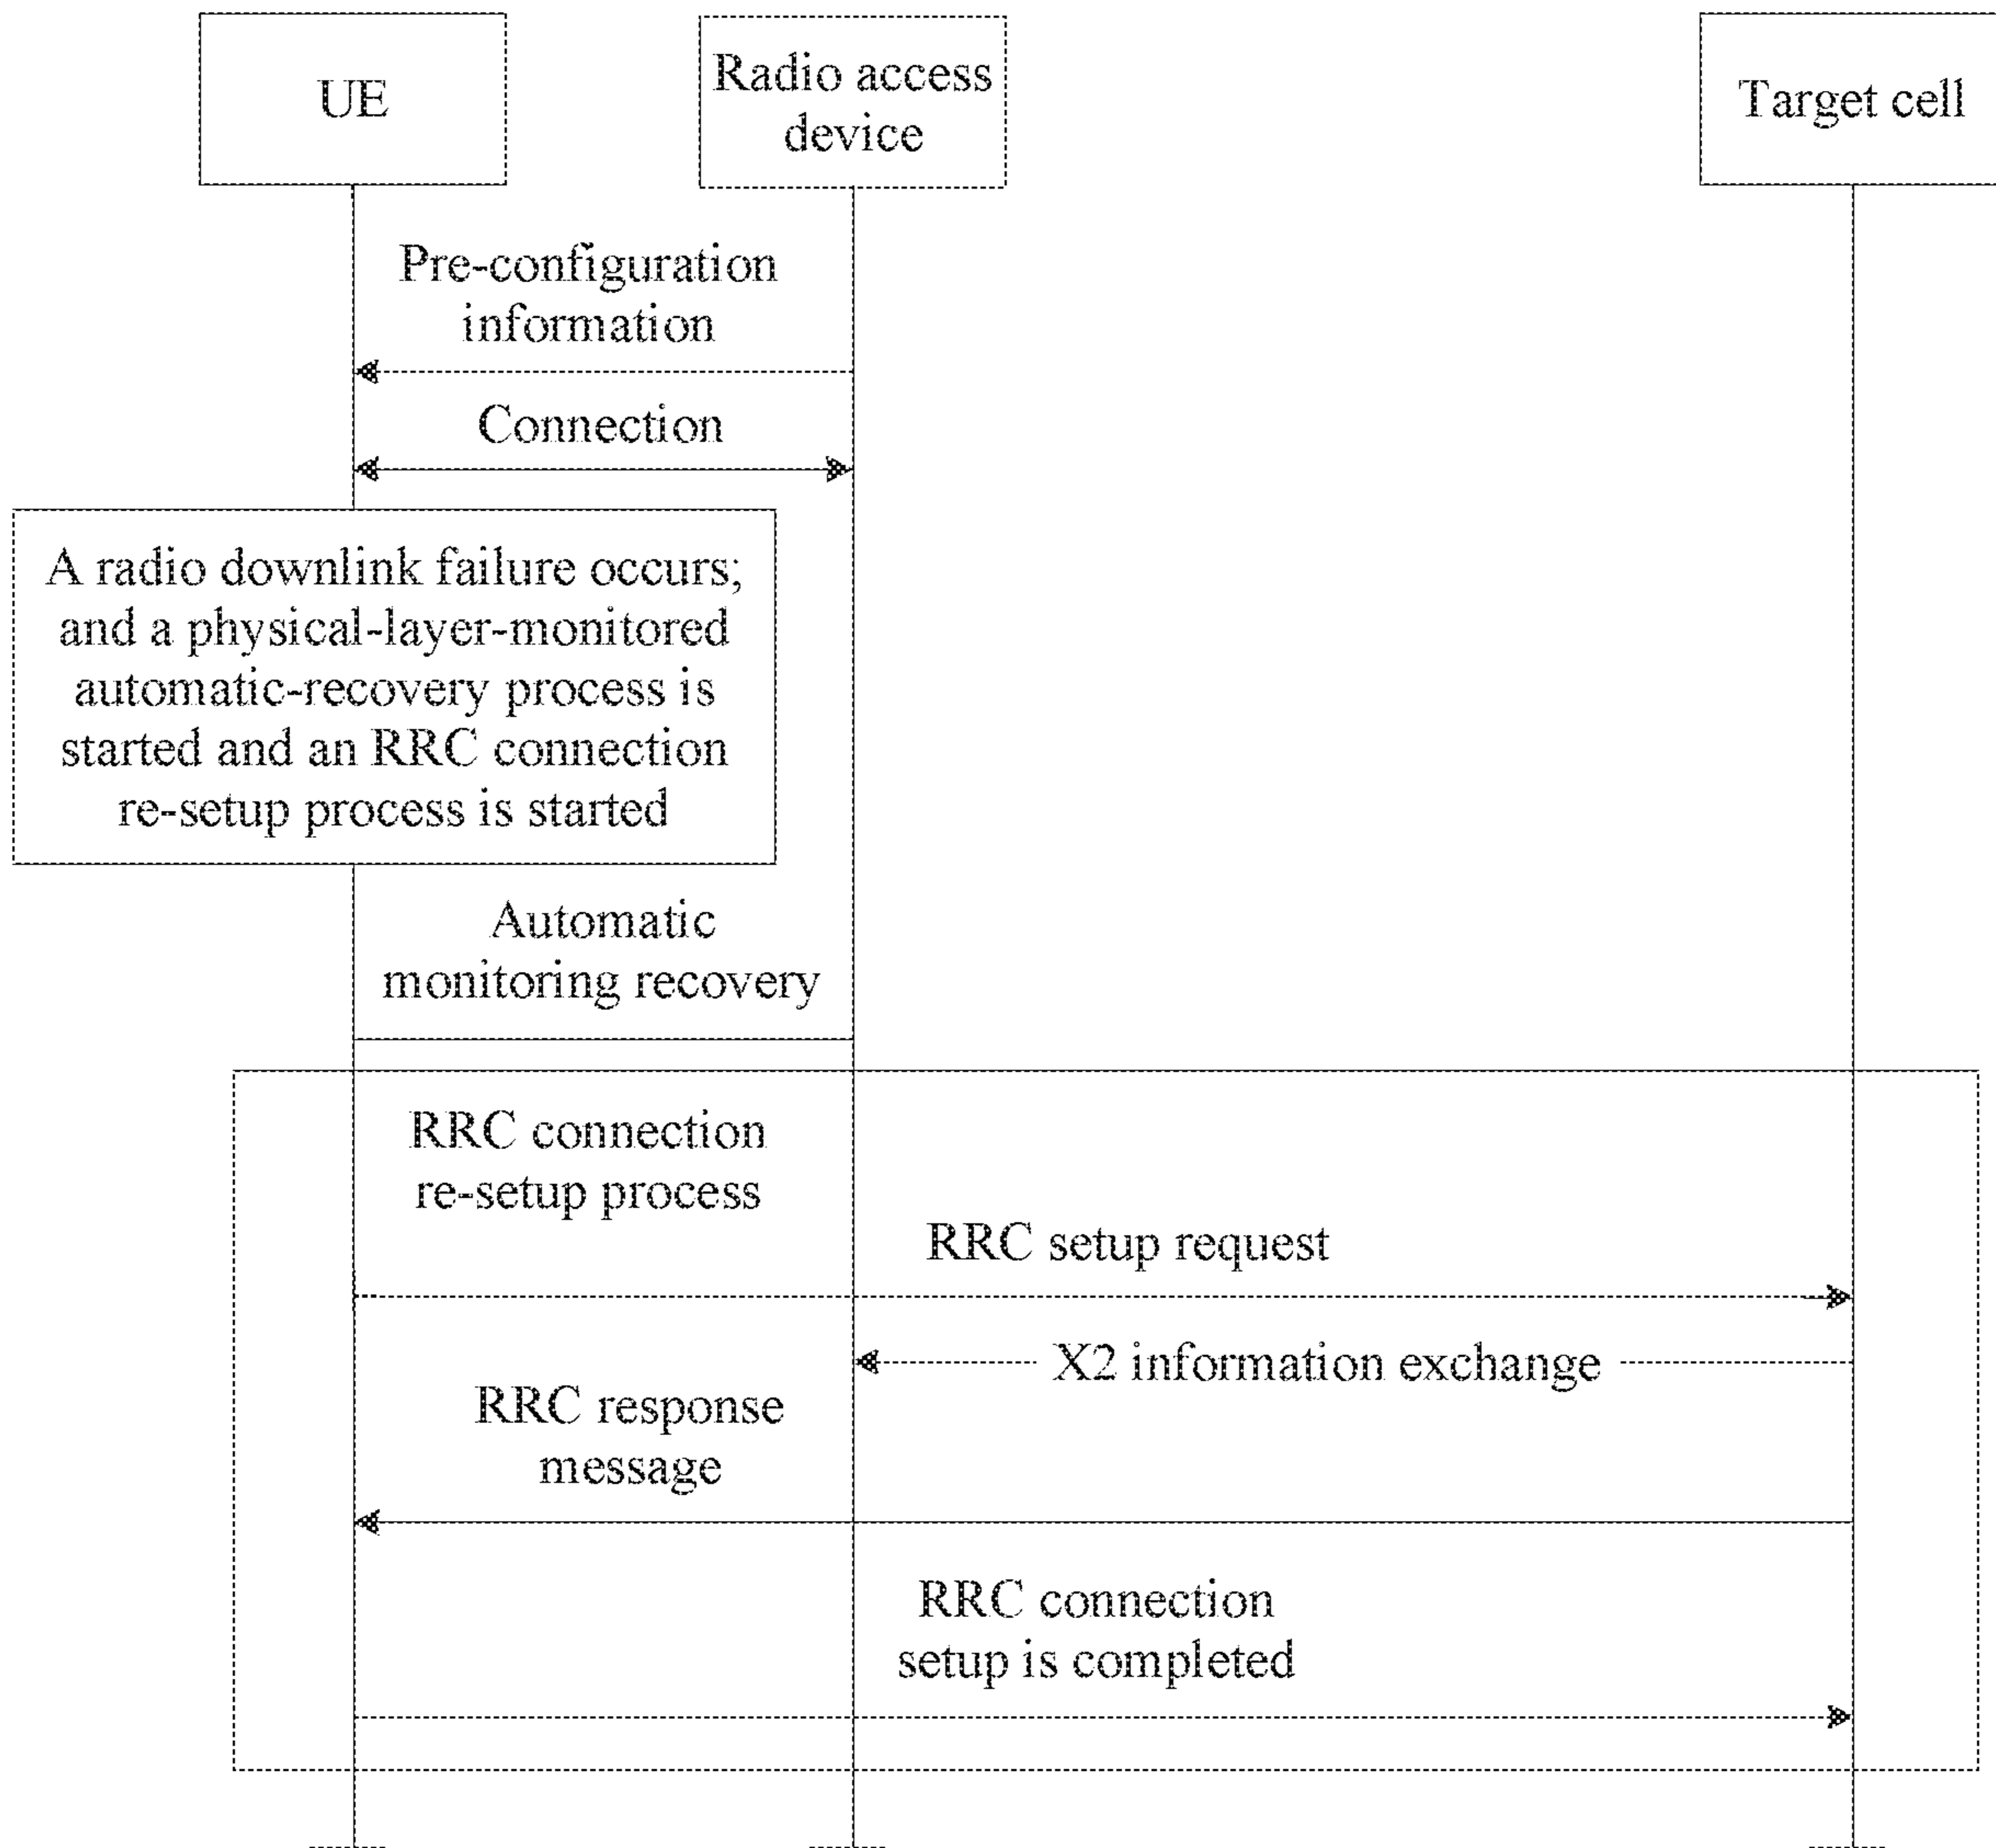 UE
Radio access
device
Target cell
Pre-configuration
information
Connection
A radio downlink failure occurs;
and a physical-layer-monitored
automatic-recovery process is
started and an RRC connection
re-setup process is started
Automatic
monitoring recovery
RRC connection
re-setup process
RRC setup request
X2 information exchange
RRC response
message
RRC connection
setup is completed